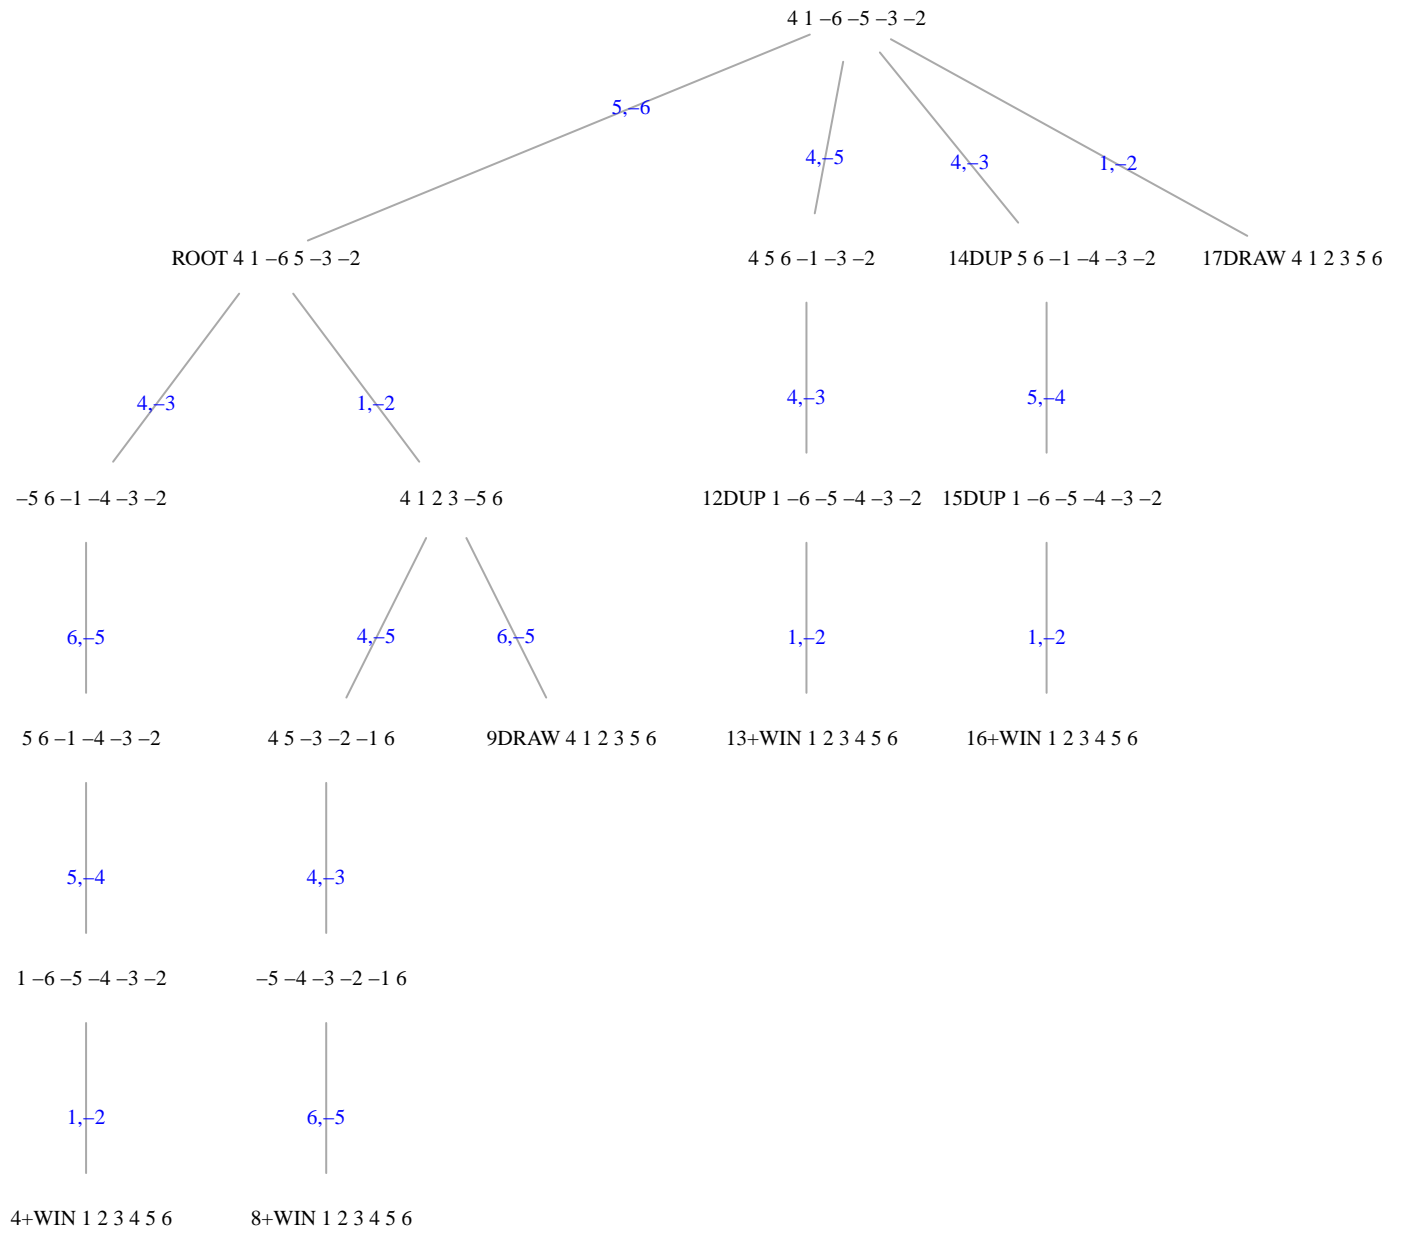 4 1 –6 –5 –3 –2
5,–6
4,–5
4,–3
1,–2
ROOT 4 1 –6 5 –3 –2
4 5 6 –1 –3 –2
14DUP 5 6 –1 –4 –3 –2
17DRAW 4 1 2 3 5 6
4,–3
1,–2
4,–3
5,–4
–5 6 –1 –4 –3 –2
4 1 2 3 –5 6
12DUP 1 –6 –5 –4 –3 –2
15DUP 1 –6 –5 –4 –3 –2
6,–5
4,–5
6,–5
1,–2
1,–2
5 6 –1 –4 –3 –2
4 5 –3 –2 –1 6
9DRAW 4 1 2 3 5 6
13+WIN 1 2 3 4 5 6
16+WIN 1 2 3 4 5 6
5,–4
4,–3
1 –6 –5 –4 –3 –2
–5 –4 –3 –2 –1 6
1,–2
6,–5
4+WIN 1 2 3 4 5 6
8+WIN 1 2 3 4 5 6